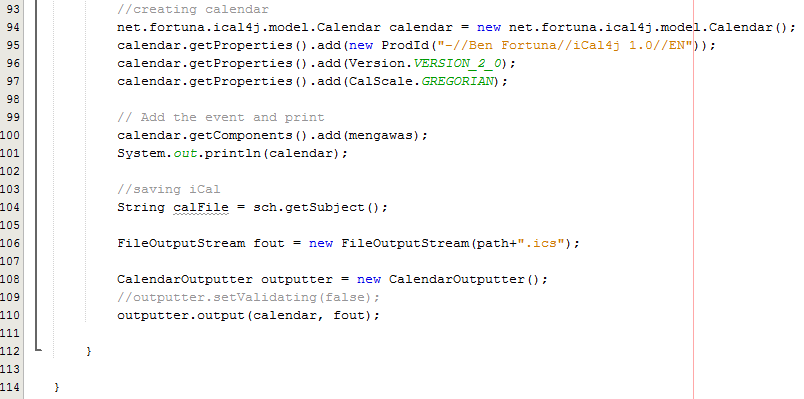 93 //creating calendar
94 net.fortuna.ical4j.model.Calendar calendar = new net.fortuna.ical4j.model.Calendar();
95 calendar.getProperties().add(new ProdId("-//Ben Fortuna//iCal4j 1.0//EN"));
96 calendar.getProperties().add(Version.VERSION_2_0);
97 calendar.getProperties().add(CalScale.GREGORIAN);
98
99 // Add the event and print
100 calendar.getComponents().add(mengawas);
101 System.out.println(calendar);
102
103 //saving iCal
104 String calFile = sch.getSubject();
105
106 FileOutputStream fout = new FileOutputStream(path+".ics");
107
108 CalendarOutputter outputter = new CalendarOutputter();
109 //outputter.setValidating(false);
110 outputter.output(calendar, fout);
111
112 }
113
114 }